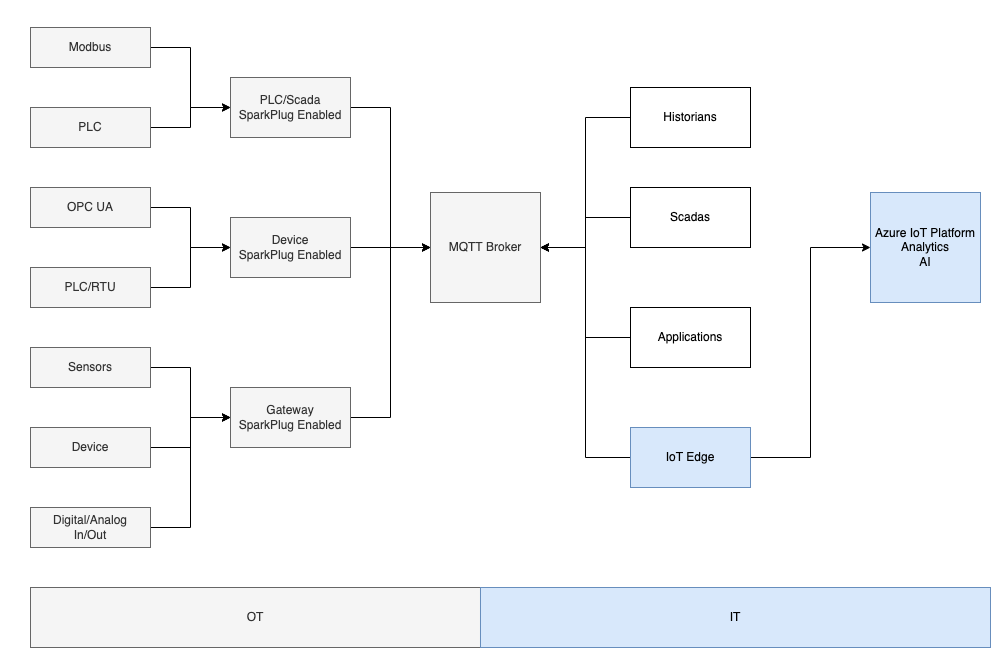 Modbus
PLC
OPC UA
PLC/RTU
Sensors
Device
Digital/Analog
In/Out
PLC/Scada
SparkPlug Enabled
Device
SparkPlug Enabled
Gateway
SparkPlug Enabled
MQTT Broker
Historians
Scadas
Applications
IoT Edge
Azure IoT Platform
Analytics
AI
OT
IT